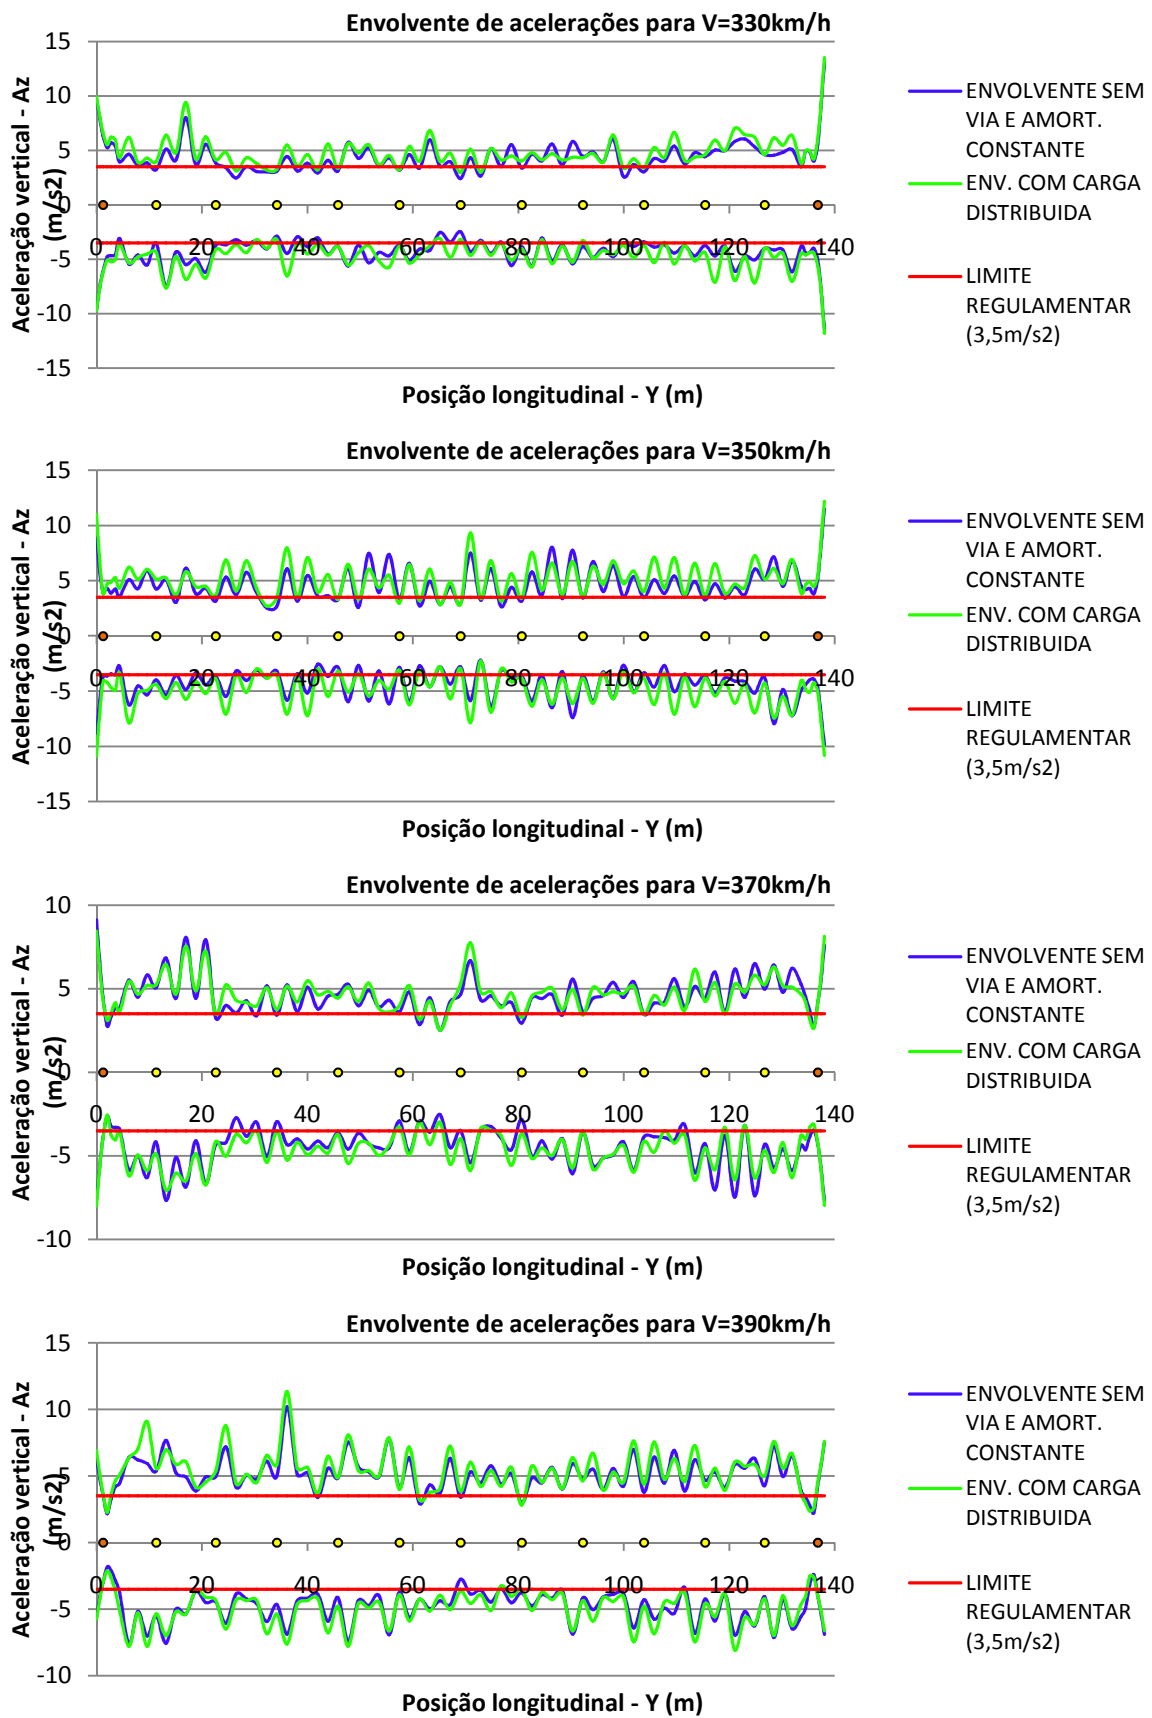 Envolvente de acelerações para V=330km/h
15
10
5
0
-5
-10
-15
0 20 40 60 80 100 120 140
Aceleração vertical - Az
(m/s2)
Posição longitudinal - Y (m)
ENVOLVENTE SEM
VIA E AMORT.
CONSTANTE
ENV. COM CARGA
DISTRIBUIDA
LIMITE
REGULAMENTAR
(3,5m/s2)
Envolvente de acelerações para V=350km/h
15
10
5
0
-5
-10
-15
0 20 40 60 80 100 120 140
Aceleração vertical - Az
(m/s2)
Posição longitudinal - Y (m)
ENVOLVENTE SEM
VIA E AMORT.
CONSTANTE
ENV. COM CARGA
DISTRIBUIDA
LIMITE
REGULAMENTAR
(3,5m/s2)
Envolvente de acelerações para V=370km/h
10
5
0
-5
-10
0 20 40 60 80 100 120 140
Aceleração vertical - Az
(m/s2)
Posição longitudinal - Y (m)
ENVOLVENTE SEM
VIA E AMORT.
CONSTANTE
ENV. COM CARGA
DISTRIBUIDA
LIMITE
REGULAMENTAR
(3,5m/s2)
Envolvente de acelerações para V=390km/h
15
10
5
0
-5
-10
0 20 40 60 80 100 120 140
Aceleração vertical - Az
(m/s2)
Posição longitudinal - Y (m)
ENVOLVENTE SEM
VIA E AMORT.
CONSTANTE
ENV. COM CARGA
DISTRIBUIDA
LIMITE
REGULAMENTAR
(3,5m/s2)